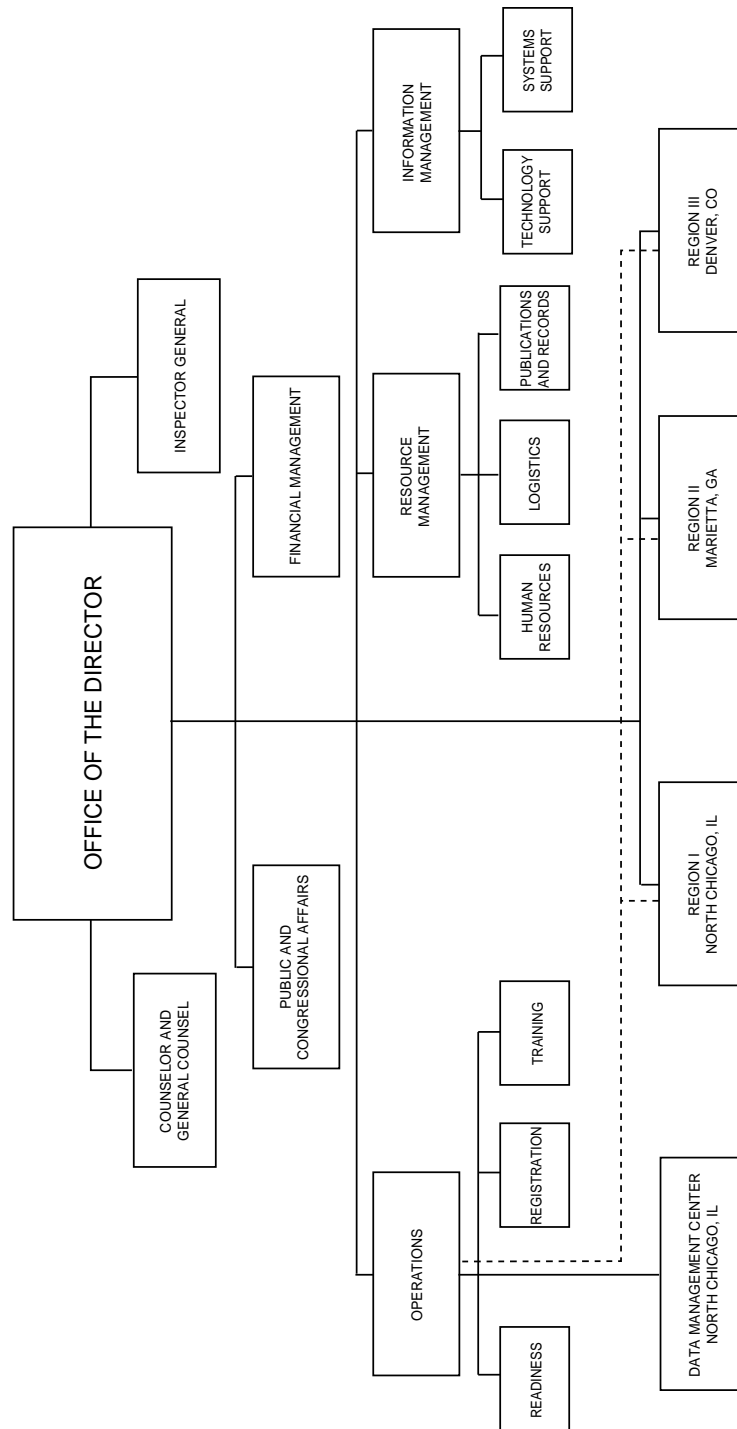 OFFICE OF THE DIRECTOR
COUNSELOR AND
GENERAL COUNSEL
INSPECTOR GENERAL
PUBLIC AND
CONGRESSIONAL AFFAIRS
FINANCIAL MANAGEMENT
OPERATIONS
RESOURCE
MANAGEMENT
INFORMATION
MANAGEMENT
READINESS
REGISTRATION
TRAINING
HUMAN
RESOURCES
LOGISTICS
PUBLICATIONS
AND RECORDS
TECHNOLOGY
SUPPORT
SYSTEMS
SUPPORT
DATA MANAGEMENT CENTER
NORTH CHICAGO, IL
REGION I
NORTH CHICAGO, IL
REGION II
MARIETTA, GA
REGION III
DENVER, CO